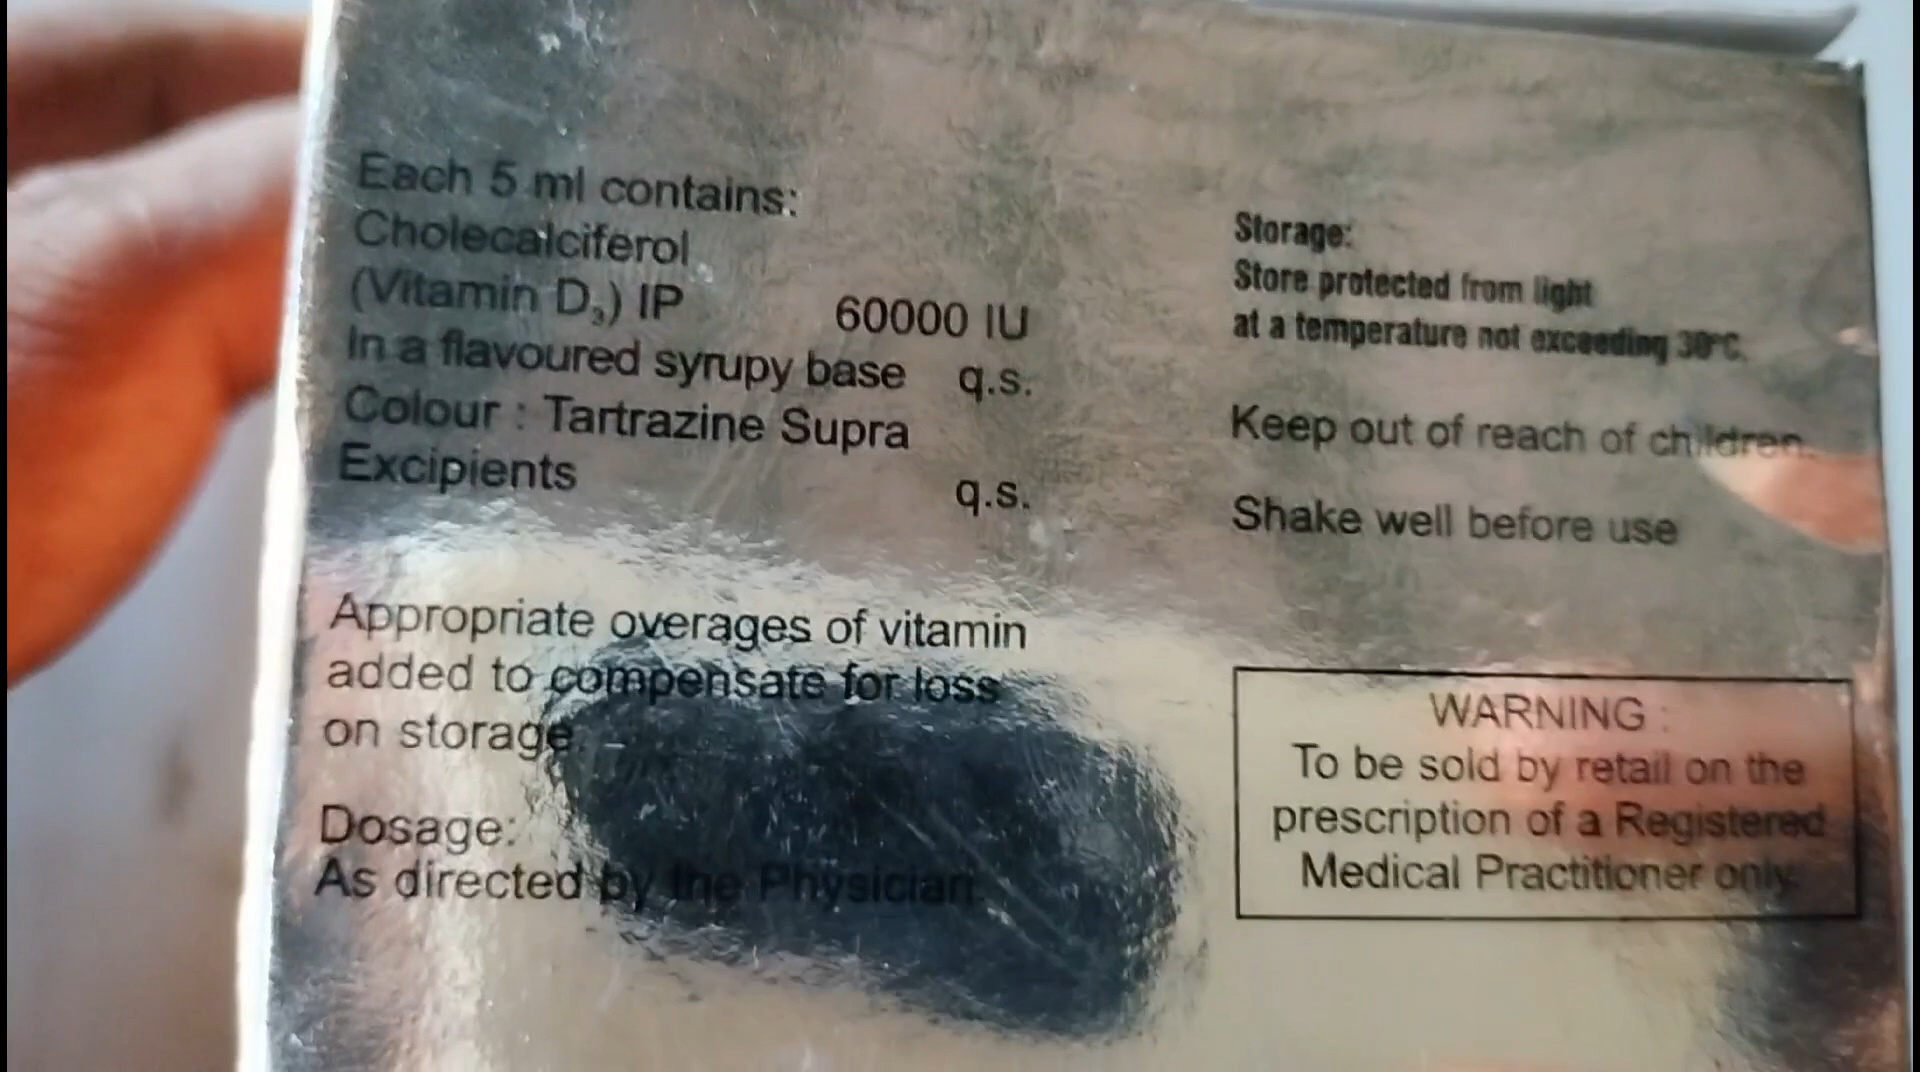 Each 5 ml contains:
Cholecalciferol
(Vitamin D₃) IP 60000 IU
In a flavoured syrupy base q.s.
Colour : Tartrazine Supra
Excipients q.s.
Appropriate overages of vitamin
added to compensate for loss
on storage.
Dosage:
As directed by the Physician.
Storage:
Store protected from light
at a temperature not exceeding 30°C.
Keep out of reach of children.
Shake well before use
WARNING :
To be sold by retail on the
prescription of a Registered
Medical Practitioner only.